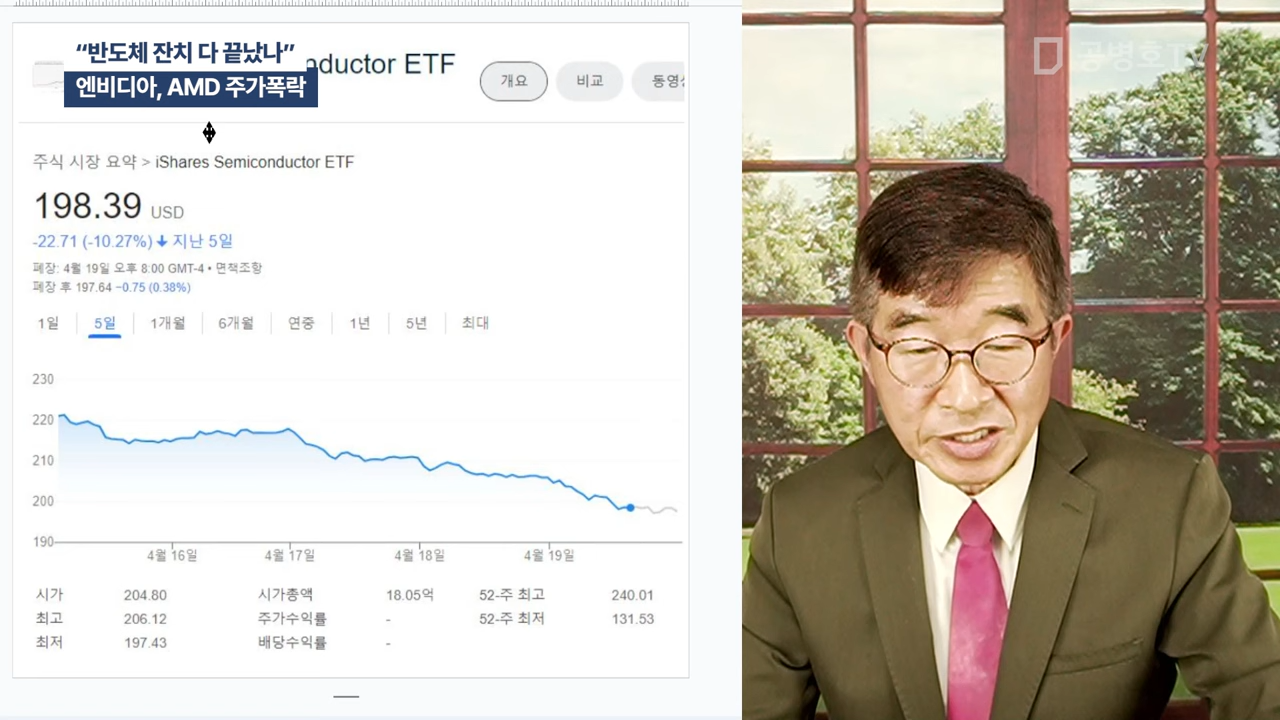 “반도체 잔치 다 끝났나”
엔비디아, AMD 주가폭락
nductor ETF
개요
비교
동영상
공병호TV
주식 시장 요약 > iShares Semiconductor ETF
198.39 USD
-22.71 (-10.27%) 지난 5일
폐장: 4월 19일 오후 8:00 GMT-4 • 면책조항
폐장 후 197.64 −0.75 (0.38%)
1일 5일 1개월 6개월 연중 1년 5년 최대
230
220
210
200
190
4월 16일 4월 17일 4월 18일 4월 19일
시가 204.80 시가총액 18.05억 52-주 최고 240.01
최고 206.12 주가수익률 - 52-주 최저 131.53
최저 197.43 배당수익률 -